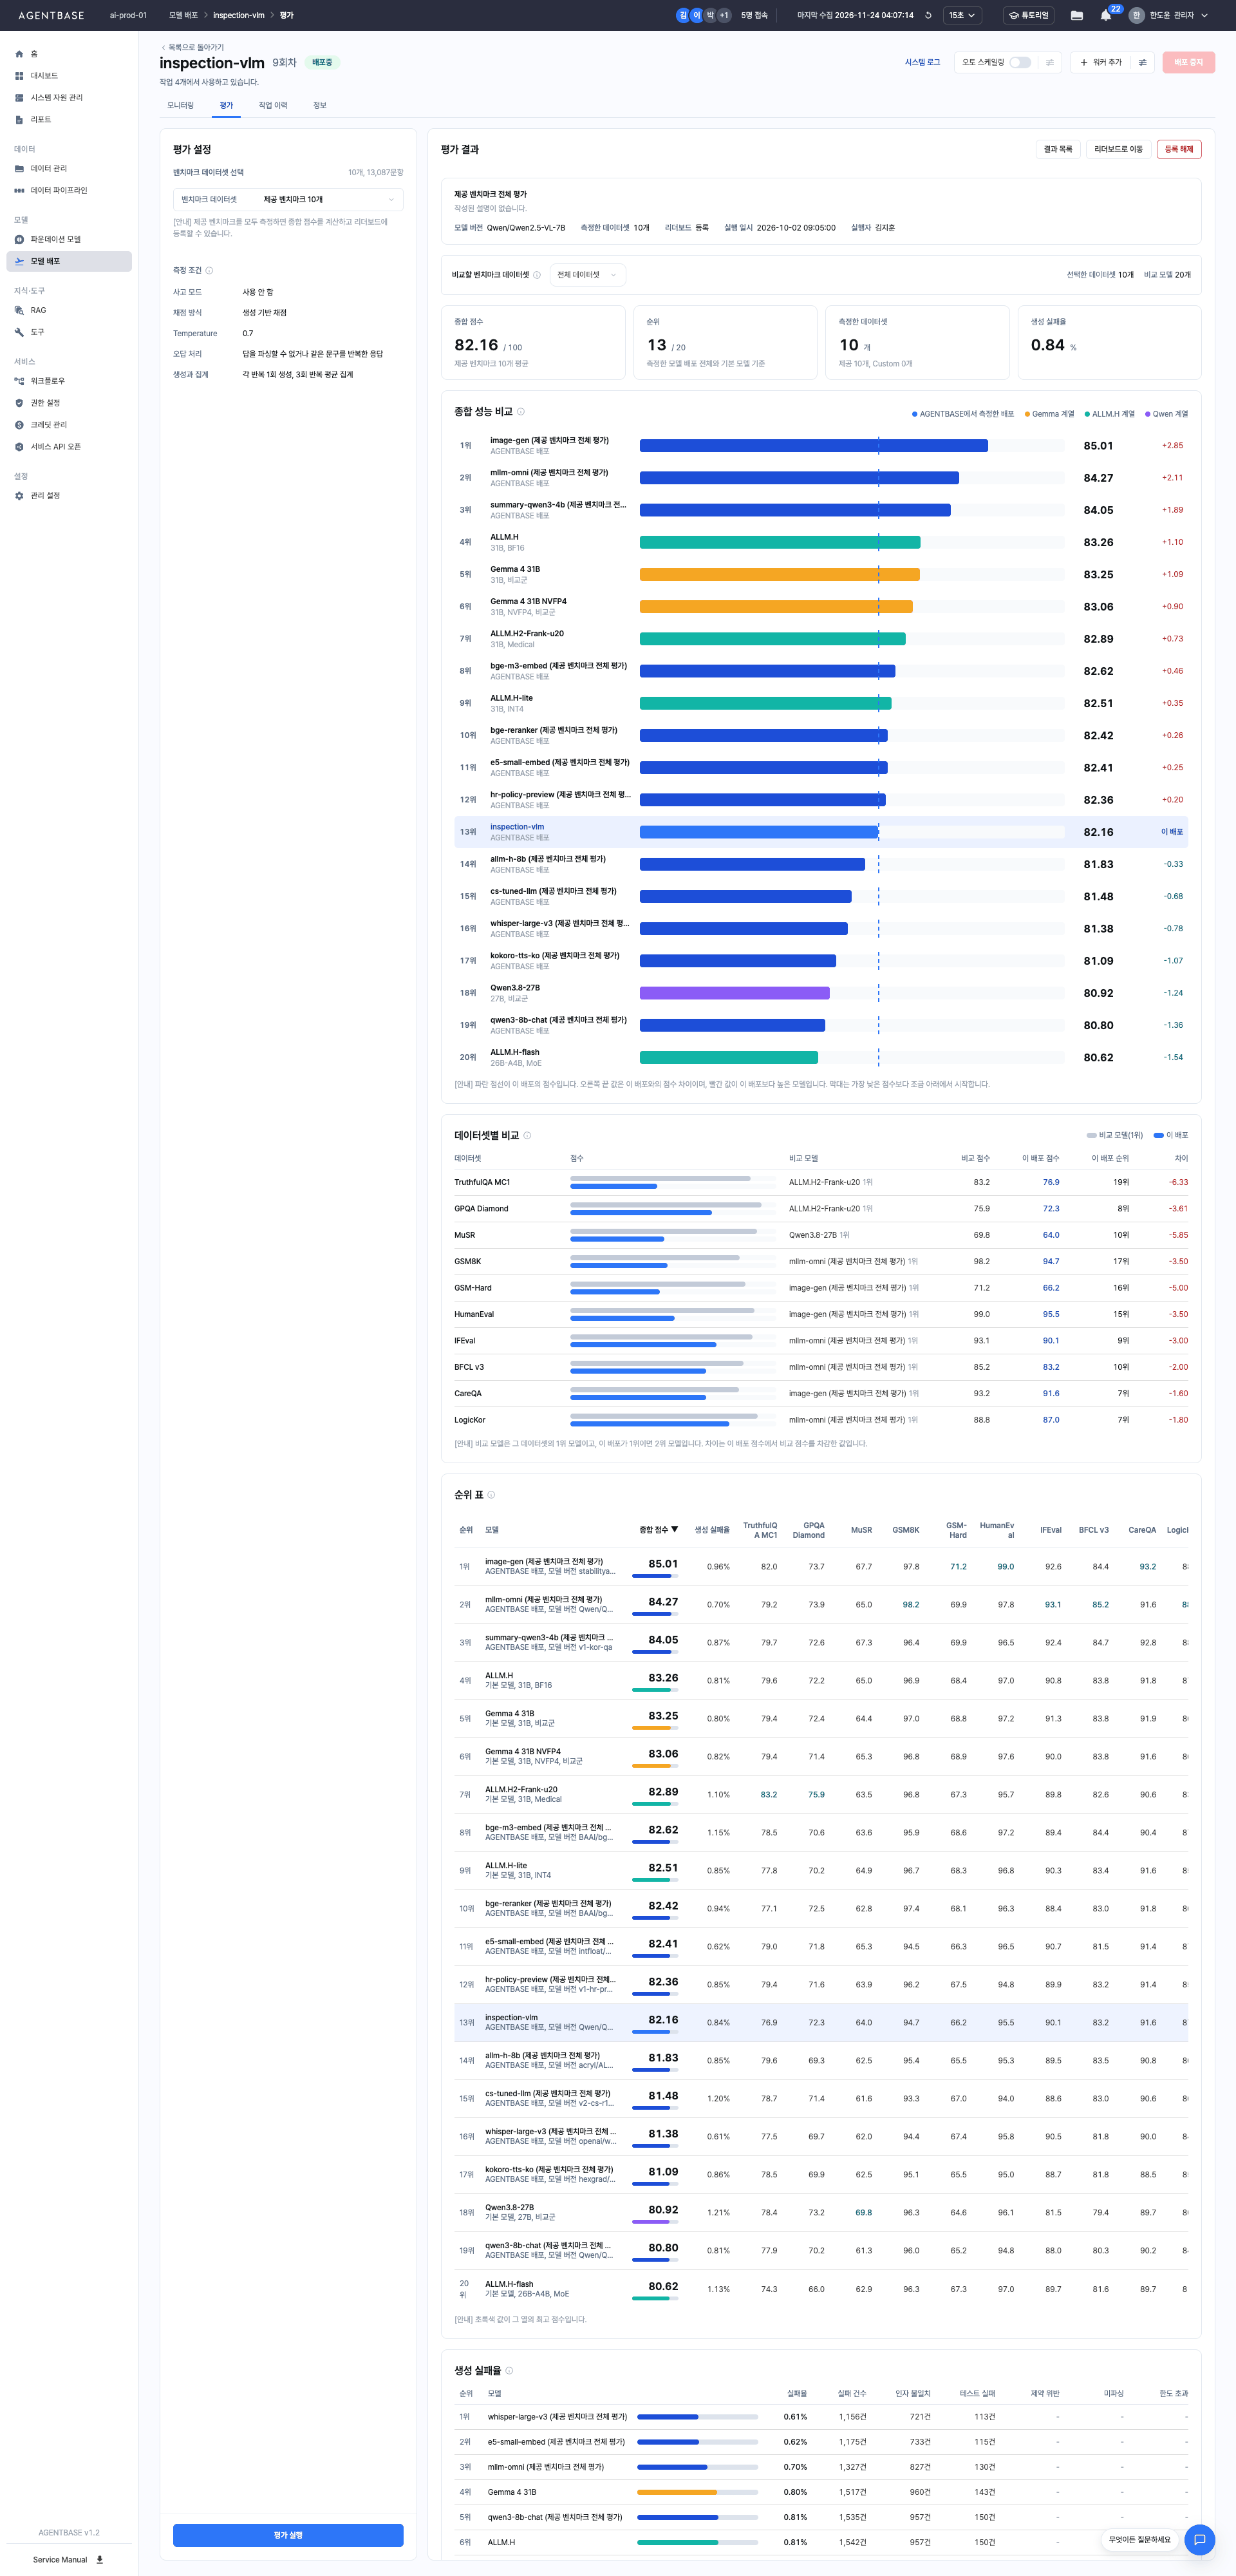 AGENTBASE
ai-prod-01
모델 배포 > inspection-vlm > 평가
김 이 박 +1 5명 접속
마지막 수집 2026-11-24 04:07:14
15초
튜토리얼
22
한 한도윤 관리자
홈
대시보드
시스템 자원 관리
리포트
데이터
데이터 관리
데이터 파이프라인
모델
파운데이션 모델
모델 배포
지식·도구
RAG
도구
서비스
워크플로우
권한 설정
크레딧 관리
서비스 API 오픈
설정
관리 설정
AGENTBASE v1.2
Service Manual
목록으로 돌아가기
inspection-vlm 9회차 배포중
작업 4개에서 사용하고 있습니다.
시스템 로그
오토 스케일링
워커 추가
배포 중지
모니터링 평가 작업 이력 정보
평가 설정
벤치마크 데이터셋 선택 10개, 13,087문항
벤치마크 데이터셋 제공 벤치마크 10개
[안내] 제공 벤치마크를 모두 측정하면 종합 점수를 계산하고 리더보드에
등록할 수 있습니다.
측정 조건
사고 모드 사용 안 함
채점 방식 생성 기반 채점
Temperature 0.7
오답 처리 답을 파싱할 수 없거나 같은 문구를 반복한 응답
생성과 집계 각 반복 1회 생성, 3회 반복 평균 집계
평가 실행
평가 결과
결과 목록 리더보드로 이동 등록 해제
제공 벤치마크 전체 평가
작성된 설명이 없습니다.
모델 버전 Qwen/Qwen2.5-VL-7B 측정한 데이터셋 10개 리더보드 등록 실행 일시 2026-10-02 09:05:00 실행자 김지훈
비교할 벤치마크 데이터셋 전체 데이터셋 선택한 데이터셋 10개 비교 모델 20개
종합 점수
82.16 / 100
제공 벤치마크 10개 평균
순위
13 / 20
측정한 모델 배포 전체와 기본 모델 기준
측정한 데이터셋
10 개
제공 10개, Custom 0개
생성 실패율
0.84 %
종합 성능 비교
AGENTBASE에서 측정한 배포 Gemma 계열 ALLM.H 계열 Qwen 계열
1위 image-gen (제공 벤치마크 전체 평가) 85.01 +2.85
AGENTBASE 배포
2위 mllm-omni (제공 벤치마크 전체 평가) 84.27 +2.11
AGENTBASE 배포
3위 summary-qwen3-4b (제공 벤치마크 전... 84.05 +1.89
AGENTBASE 배포
4위 ALLM.H 83.26 +1.10
31B, BF16
5위 Gemma 4 31B 83.25 +1.09
31B, 비교군
6위 Gemma 4 31B NVFP4 83.06 +0.90
31B, NVFP4, 비교군
7위 ALLM.H2-Frank-u20 82.89 +0.73
31B, Medical
8위 bge-m3-embed (제공 벤치마크 전체 평가) 82.62 +0.46
AGENTBASE 배포
9위 ALLM.H-lite 82.51 +0.35
31B, INT4
10위 bge-reranker (제공 벤치마크 전체 평가) 82.42 +0.26
AGENTBASE 배포
11위 e5-small-embed (제공 벤치마크 전체 평가) 82.41 +0.25
AGENTBASE 배포
12위 hr-policy-preview (제공 벤치마크 전체 평... 82.36 +0.20
AGENTBASE 배포
13위 inspection-vlm 82.16 이 배포
AGENTBASE 배포
14위 allm-h-8b (제공 벤치마크 전체 평가) 81.83 -0.33
AGENTBASE 배포
15위 cs-tuned-llm (제공 벤치마크 전체 평가) 81.48 -0.68
AGENTBASE 배포
16위 whisper-large-v3 (제공 벤치마크 전체 평... 81.38 -0.78
AGENTBASE 배포
17위 kokoro-tts-ko (제공 벤치마크 전체 평가) 81.09 -1.07
AGENTBASE 배포
18위 Qwen3.8-27B 80.92 -1.24
27B, 비교군
19위 qwen3-8b-chat (제공 벤치마크 전체 평가) 80.80 -1.36
AGENTBASE 배포
20위 ALLM.H-flash 80.62 -1.54
26B-A4B, MoE
[안내] 파란 점선이 이 배포의 점수입니다. 오른쪽 끝 값은 이 배포와의 점수 차이이며, 빨간 값이 이 배포보다 높은 모델입니다. 막대는 가장 낮은 점수보다 조금 아래에서 시작합니다.
데이터셋별 비교
비교 모델(1위) 이 배포
데이터셋 점수 비교 모델 비교 점수 이 배포 점수 이 배포 순위 차이
TruthfulQA MC1 ALLM.H2-Frank-u20 1위 83.2 76.9 19위 -6.33
GPQA Diamond ALLM.H2-Frank-u20 1위 75.9 72.3 8위 -3.61
MuSR Qwen3.8-27B 1위 69.8 64.0 10위 -5.85
GSM8K mllm-omni (제공 벤치마크 전체 평가) 1위 98.2 94.7 17위 -3.50
GSM-Hard image-gen (제공 벤치마크 전체 평가) 1위 71.2 66.2 16위 -5.00
HumanEval image-gen (제공 벤치마크 전체 평가) 1위 99.0 95.5 15위 -3.50
IFEval mllm-omni (제공 벤치마크 전체 평가) 1위 93.1 90.1 9위 -3.00
BFCL v3 mllm-omni (제공 벤치마크 전체 평가) 1위 85.2 83.2 10위 -2.00
CareQA image-gen (제공 벤치마크 전체 평가) 1위 93.2 91.6 7위 -1.60
LogicKor mllm-omni (제공 벤치마크 전체 평가) 1위 88.8 87.0 7위 -1.80
[안내] 비교 모델은 그 데이터셋의 1위 모델이고, 이 배포가 1위이면 2위 모델입니다. 차이는 이 배포 점수에서 비교 점수를 차감한 값입니다.
순위 표
순위 모델 종합 점수 ▼ 생성 실패율 TruthfulQA MC1 GPQA Diamond MuSR GSM8K GSM-Hard HumanEval IFEval BFCL v3 CareQA
1위 image-gen (제공 벤치마크 전체 평가) 85.01 0.96% 82.0 73.7 67.7 97.8 71.2 99.0 92.6 84.4 93.2
AGENTBASE 배포, 모델 버전 stabilitya...
2위 mllm-omni (제공 벤치마크 전체 평가) 84.27 0.70% 79.2 73.9 65.0 98.2 69.9 97.8 93.1 85.2 91.6
AGENTBASE 배포, 모델 버전 Qwen/Q...
3위 summary-qwen3-4b (제공 벤치마크 ... 84.05 0.87% 79.7 72.6 67.3 96.4 69.9 96.5 92.4 84.7 92.8
AGENTBASE 배포, 모델 버전 v1-kor-qa
4위 ALLM.H 83.26 0.81% 79.6 72.2 65.0 96.9 68.4 97.0 90.8 83.8 91.8
기본 모델, 31B, BF16
5위 Gemma 4 31B 83.25 0.80% 79.4 72.4 64.4 97.0 68.8 97.2 91.3 83.8 91.9
기본 모델, 31B, 비교군
6위 Gemma 4 31B NVFP4 83.06 0.82% 79.4 71.4 65.3 96.8 68.9 97.6 90.0 83.8 91.6
기본 모델, 31B, NVFP4, 비교군
7위 ALLM.H2-Frank-u20 82.89 1.10% 83.2 75.9 63.5 96.8 67.3 95.7 89.8 82.6 90.6
기본 모델, 31B, Medical
8위 bge-m3-embed (제공 벤치마크 전체 ... 82.62 1.15% 78.5 70.6 63.6 95.9 68.6 97.2 89.4 84.4 90.4
AGENTBASE 배포, 모델 버전 BAAI/bg...
9위 ALLM.H-lite 82.51 0.85% 77.8 70.2 64.9 96.7 68.3 96.8 90.3 83.4 91.6
기본 모델, 31B, INT4
10위 bge-reranker (제공 벤치마크 전체 평가) 82.42 0.94% 77.1 72.5 62.8 97.4 68.1 96.3 88.4 83.0 91.8
AGENTBASE 배포, 모델 버전 BAAI/bg...
11위 e5-small-embed (제공 벤치마크 전체 ... 82.41 0.62% 79.0 71.8 65.3 94.5 66.3 96.5 90.7 81.5 91.4
AGENTBASE 배포, 모델 버전 intfloat/...
12위 hr-policy-preview (제공 벤치마크 전체... 82.36 0.85% 79.4 71.6 63.9 96.2 67.5 94.8 89.9 83.2 91.4
AGENTBASE 배포, 모델 버전 v1-hr-pr...
13위 inspection-vlm 82.16 0.84% 76.9 72.3 64.0 94.7 66.2 95.5 90.1 83.2 91.6
AGENTBASE 배포, 모델 버전 Qwen/Q...
14위 allm-h-8b (제공 벤치마크 전체 평가) 81.83 0.85% 79.6 69.3 62.5 95.4 65.5 95.3 89.5 83.5 90.8
AGENTBASE 배포, 모델 버전 acryl/AL...
15위 cs-tuned-llm (제공 벤치마크 전체 평가) 81.48 1.20% 78.7 71.4 61.6 93.3 67.0 94.0 88.6 83.0 90.6
AGENTBASE 배포, 모델 버전 v2-cs-r1...
16위 whisper-large-v3 (제공 벤치마크 전체 ... 81.38 0.61% 77.5 69.7 62.0 94.4 67.4 95.8 90.5 81.8 90.0
AGENTBASE 배포, 모델 버전 openai/w...
17위 kokoro-tts-ko (제공 벤치마크 전체 평가) 81.09 0.86% 78.5 69.9 62.5 95.1 65.5 95.0 88.7 81.8 88.5
AGENTBASE 배포, 모델 버전 hexgrad/...
18위 Qwen3.8-27B 80.92 1.21% 78.4 73.2 69.8 96.3 64.6 96.1 81.5 79.4 89.7
기본 모델, 27B, 비교군
19위 qwen3-8b-chat (제공 벤치마크 전체 ... 80.80 0.81% 77.9 70.2 61.3 96.0 65.2 94.8 88.0 80.3 90.2
AGENTBASE 배포, 모델 버전 Qwen/Q...
20위 ALLM.H-flash 80.62 1.13% 74.3 66.0 62.9 96.3 67.3 97.0 89.7 81.6 89.7
기본 모델, 26B-A4B, MoE
[안내] 초록색 값이 그 열의 최고 점수입니다.
생성 실패율
순위 모델 실패율 실패 건수 인자 불일치 테스트 실패 제약 위반 미파싱 한도 초과
1위 whisper-large-v3 (제공 벤치마크 전체 평가) 0.61% 1,156건 721건 113건 - - -
2위 e5-small-embed (제공 벤치마크 전체 평가) 0.62% 1,175건 733건 115건 - - -
3위 mllm-omni (제공 벤치마크 전체 평가) 0.70% 1,327건 827건 130건 - - -
4위 Gemma 4 31B 0.80% 1,517건 960건 143건 - - -
5위 qwen3-8b-chat (제공 벤치마크 전체 평가) 0.81% 1,535건 957건 150건 - - -
6위 ALLM.H 0.81% 1,542건 957건 150건 -
무엇이든 질문하세요